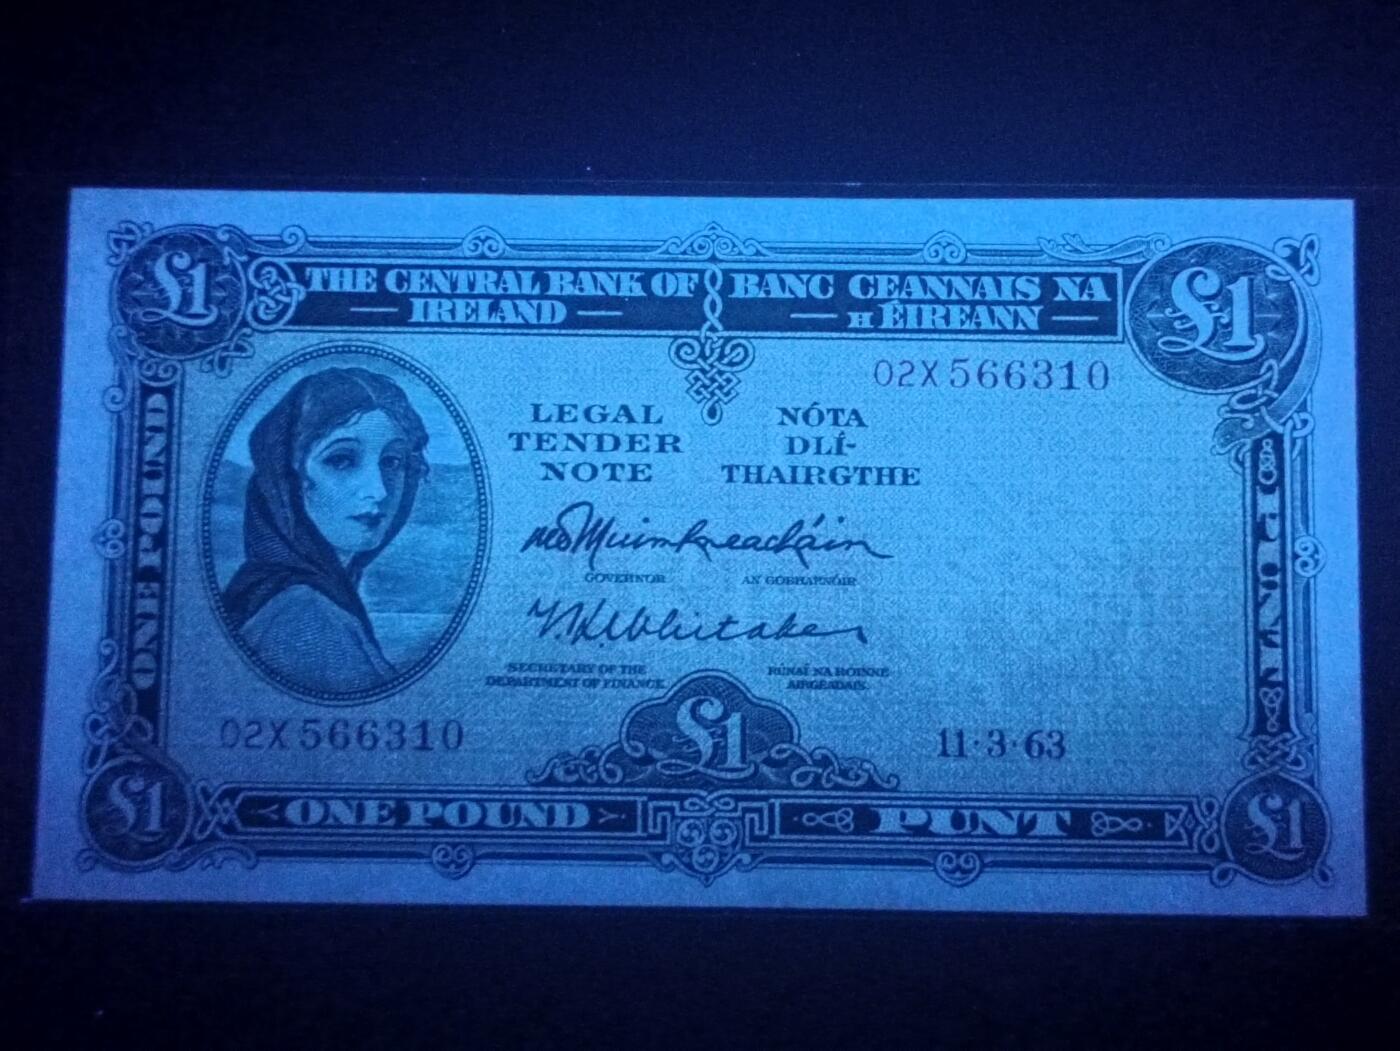 £1
THE CENTRAL BANK OF
IRELAND
BANC CEANNAIS NA
H ÉIREANN
£1
02X 566310
LEGAL
TENDER
NOTE
NÓTA
DLÍ-
THAIRGTHE
ONE POUND
PUNT
GOVERNOR
AN GOBHARNÓIR
T.K. Whitaker
SECRETARY OF THE
DEPARTMENT OF FINANCE
RÚNAÍ NA ROINNE
AIRGEADAIS.
02X 566310
£1
11·3·63
£1
ONE POUND
PUNT
£1